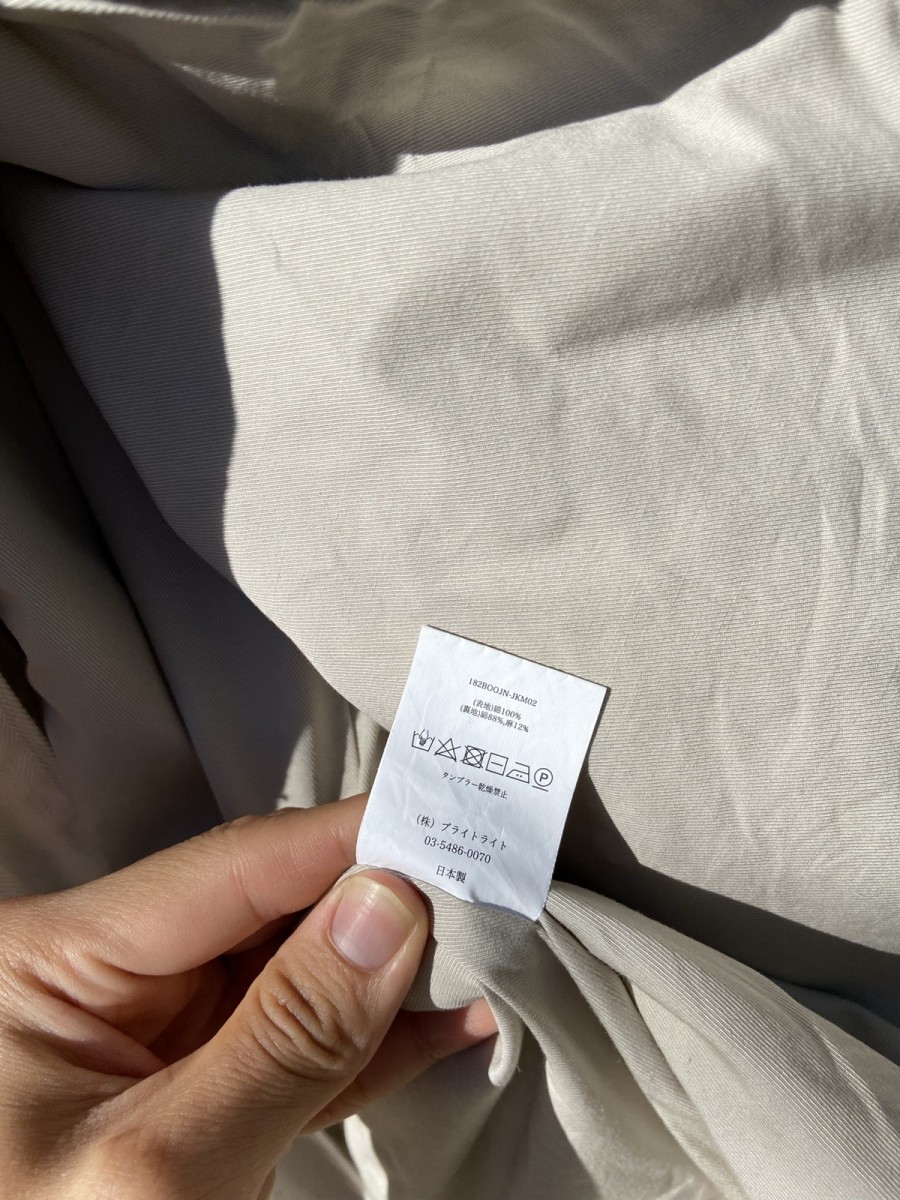 182BOOJN-JKM02
(表地)綿100%
(裏地)綿88%,麻12%
P
タンブラー乾燥禁止
(株) ブライトライト
03-5486-0070
日本製